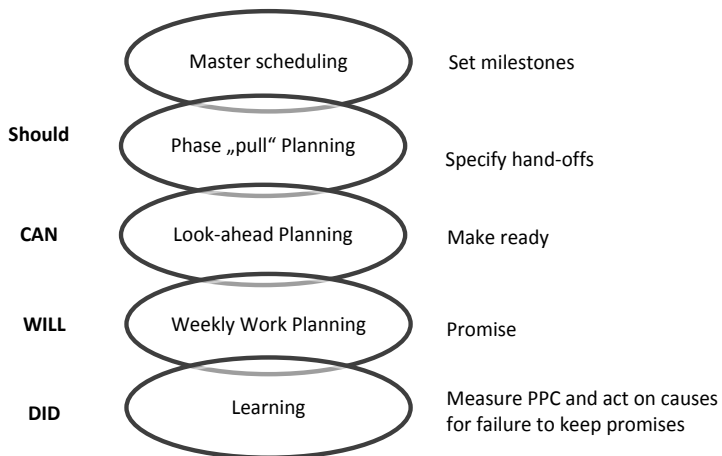 Master scheduling
Set milestones
Should
Phase „pull“ Planning
Specify hand-offs
CAN
Look-ahead Planning
Make ready
WILL
Weekly Work Planning
Promise
DID
Learning
Measure PPC and act on causes
for failure to keep promises